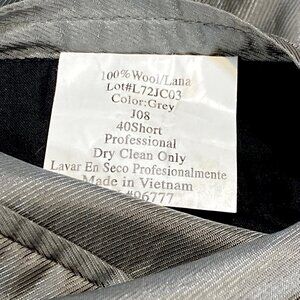 100% Wool/Lana
Lot#L72JC03
Color:Grey
J08
40Short
Professional
Dry Clean Only
Lavar En Seco Profesionalmente
Made in Vietnam
#96777